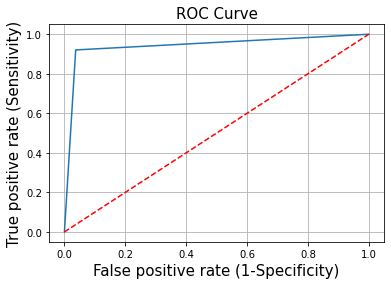 ROC Curve
True positive rate (Sensitivity)
1.0
0.8
0.6
0.4
0.2
0.0
0.0 0.2 0.4 0.6 0.8 1.0
False positive rate (1-Specificity)